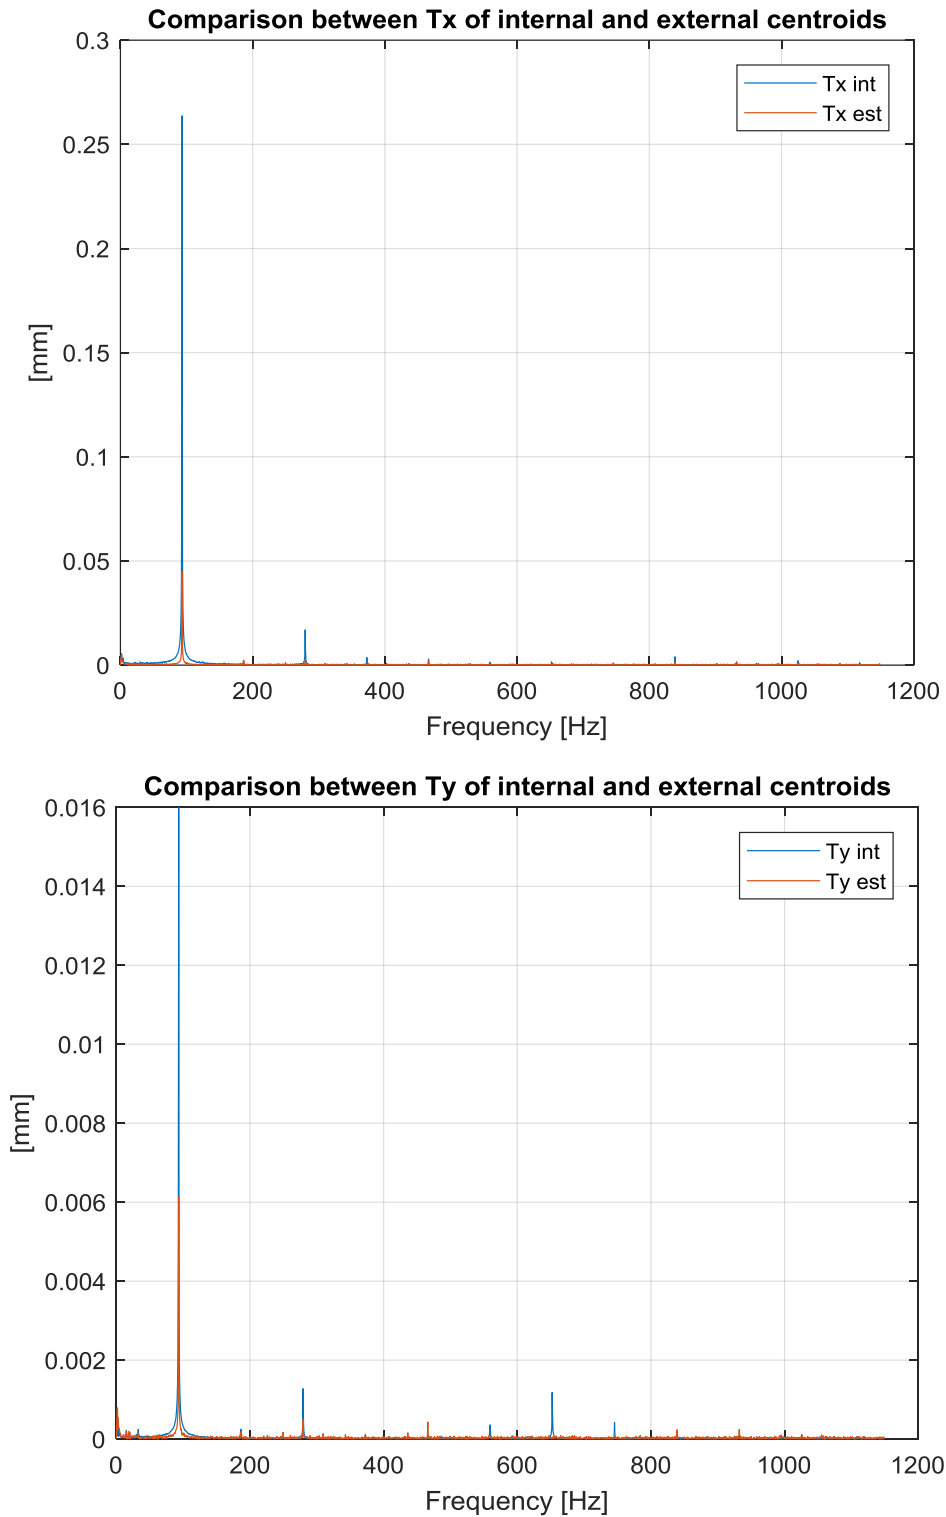 Comparison between Tx of internal and external centroids
0.3
Tx int
Tx est
0.25
0.2
0.15
[mm]
0.1
0.05
0
0 200 400 600 800 1000 1200
Frequency [Hz]
Comparison between Ty of internal and external centroids
0.016
Ty int
Ty est
0.014
0.012
0.01
[mm]
0.008
0.006
0.004
0.002
0
0 200 400 600 800 1000 1200
Frequency [Hz]